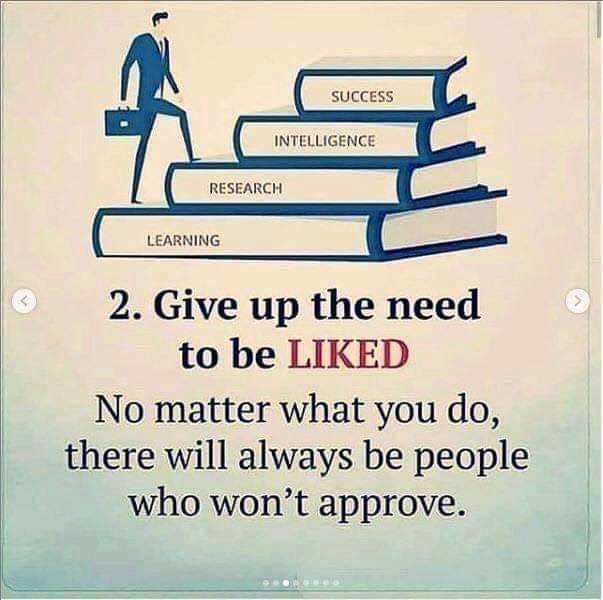 SUCCESS
INTELLIGENCE
RESEARCH
LEARNING
2. Give up the need
to be LIKED
No matter what you do,
there will always be people
who won’t approve.